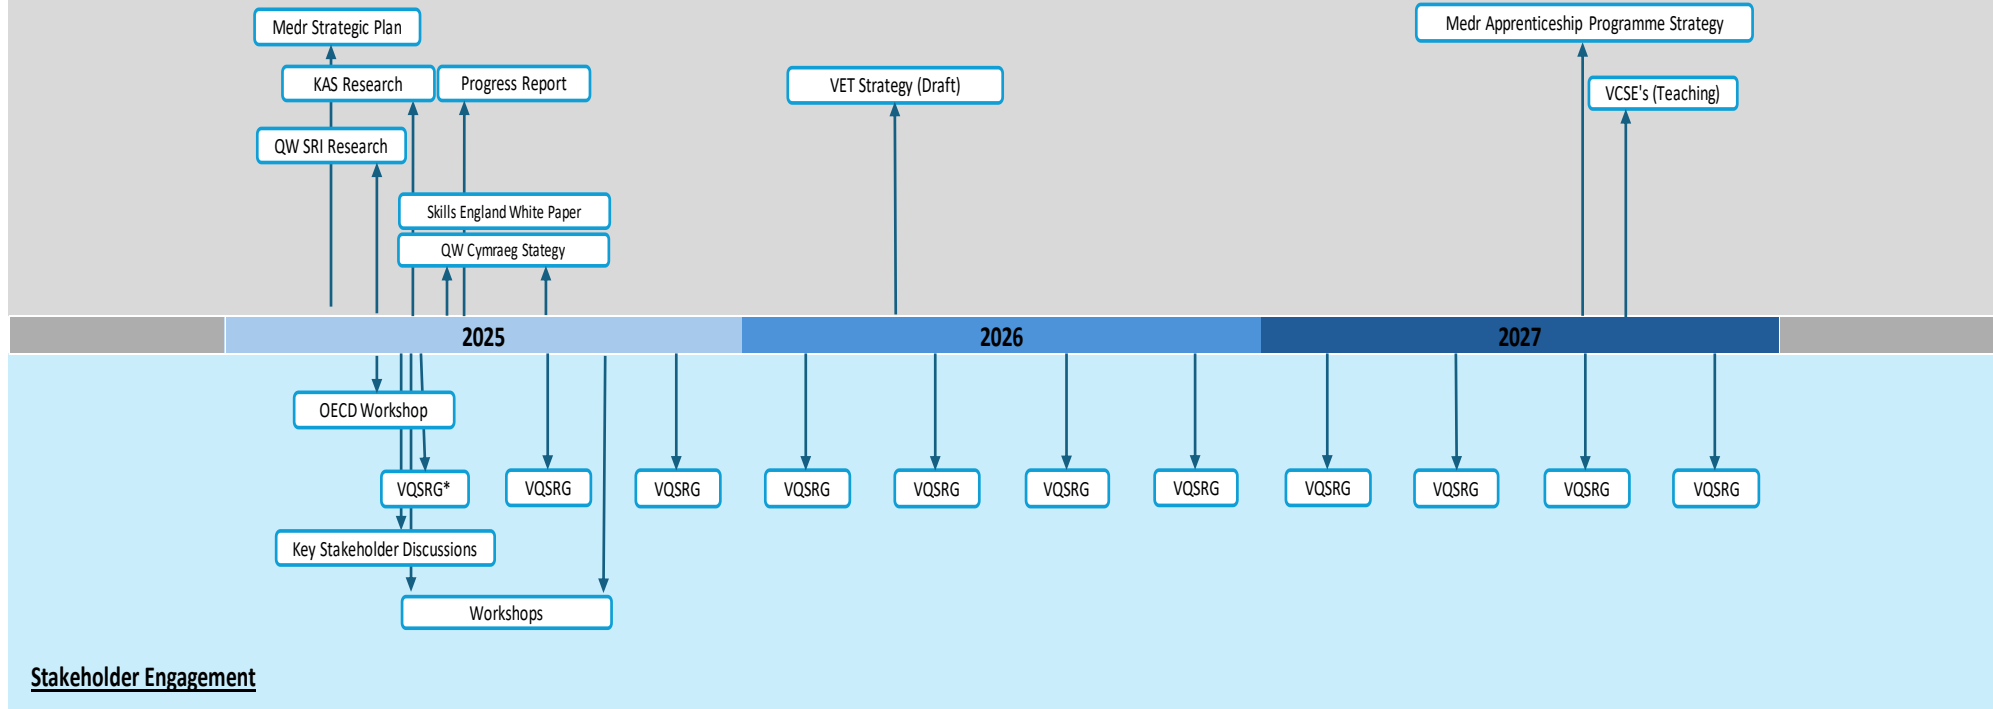 Medr Strategic Plan
Medr Apprenticeship Programme Strategy
KAS Research
Progress Report
VET Strategy (Draft)
VCSE's (Teaching)
QW SRI Research
Skills England White Paper
QW Cymraeg Stategy
2025
2026
2027
OECD Workshop
VQSRG*
VQSRG
VQSRG
VQSRG
VQSRG
VQSRG
VQSRG
VQSRG
VQSRG
VQSRG
VQSRG
Key Stakeholder Discussions
Workshops
Stakeholder Engagement